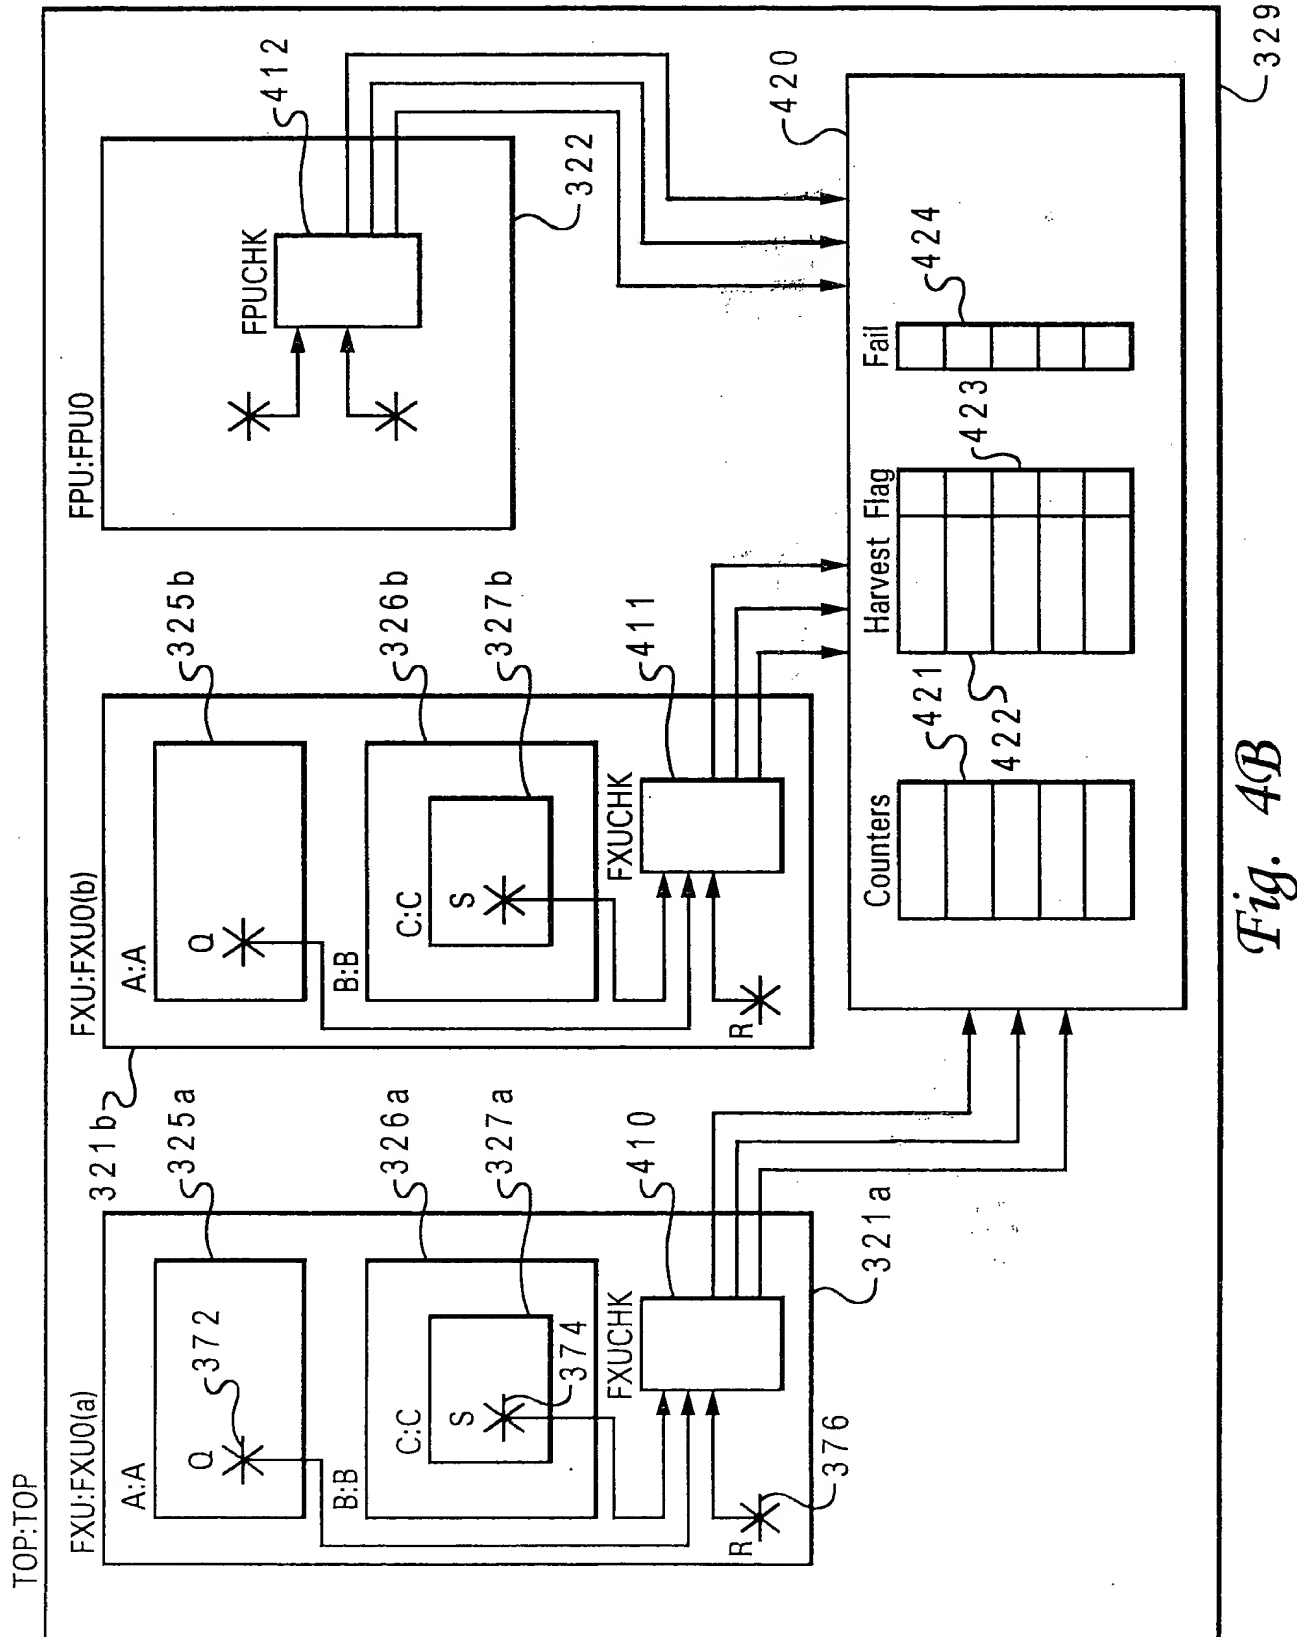 TOP:TOP
FXU:FXU0(a)
A:A
Q
372
325a
B:B
C:C
S
374
326a
327a
FXUCHK
410
R
376
321a
321b
FXU:FXU0(b)
A:A
Q
325b
B:B
C:C
S
326b
327b
FXUCHK
411
R
FPU:FPU0
FPUCHK
412
322
420
Counters
421
Harvest Flag
422
423
Fail
424
329
Fig. 4B